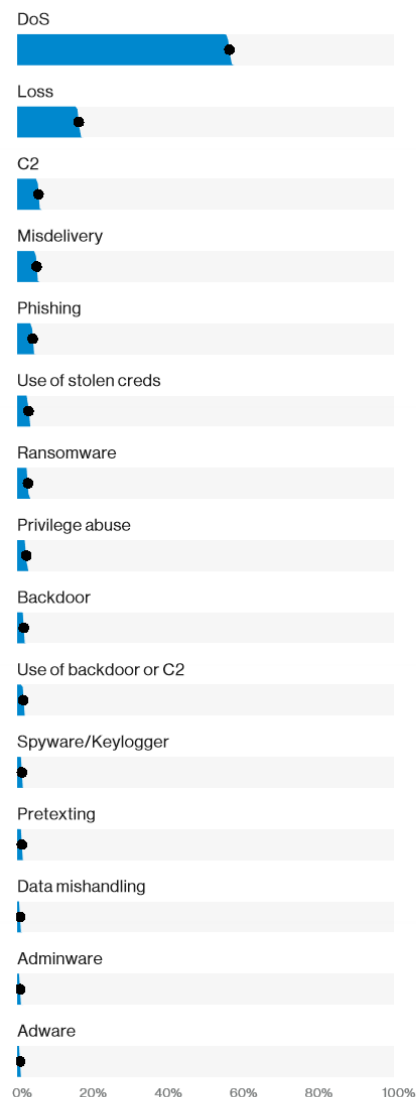 DoS
Loss
C2
Misdelivery
Phishing
Use of stolen creds
Ransomware
Privilege abuse
Backdoor
Use of backdoor or C2
Spyware/Keylogger
Pretexting
Data mishandling
Adminware
Adware
0% 20% 40% 60% 80% 100%